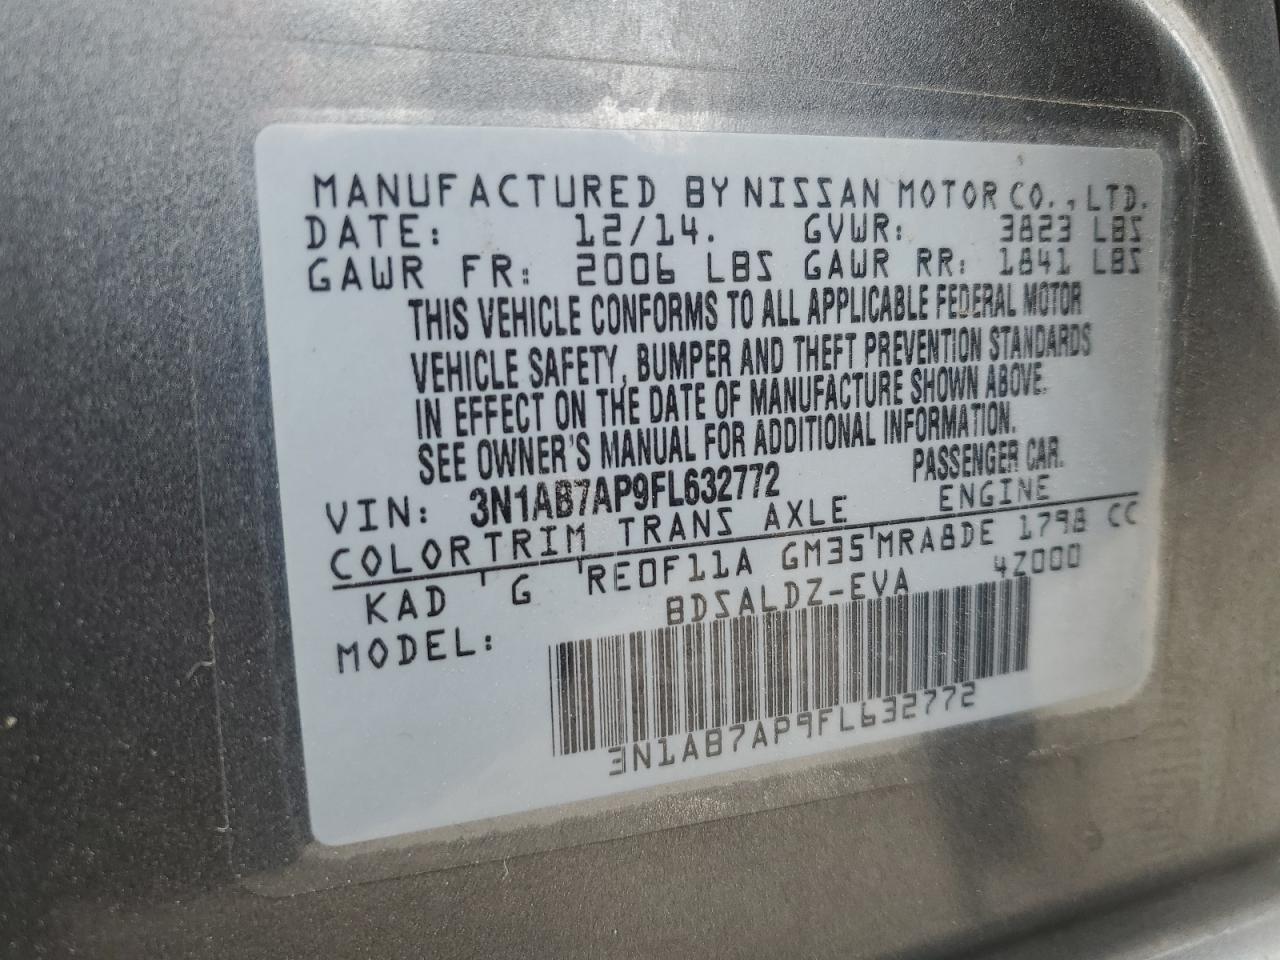 MANUFACTURED BY NISSAN MOTOR CO., LTD.
DATE: 12/14. GVWR: 3823 LBS
GAWR FR: 2006 LBS GAWR RR: 1841 LBS
THIS VEHICLE CONFORMS TO ALL APPLICABLE FEDERAL MOTOR
VEHICLE SAFETY, BUMPER AND THEFT PREVENTION STANDARDS
IN EFFECT ON THE DATE OF MANUFACTURE SHOWN ABOVE.
SEE OWNER'S MANUAL FOR ADDITIONAL INFORMATION.
VIN: 3N1AB7AP9FL632772 PASSENGER CAR.
COLOR TRIM TRANS AXLE ENGINE
KAD ' G ' RE0F11A GM35 ' MRA8DE 1798 CC
MODEL: BDSALDZ-EVA 4Z000
3N1AB7AP9FL632772